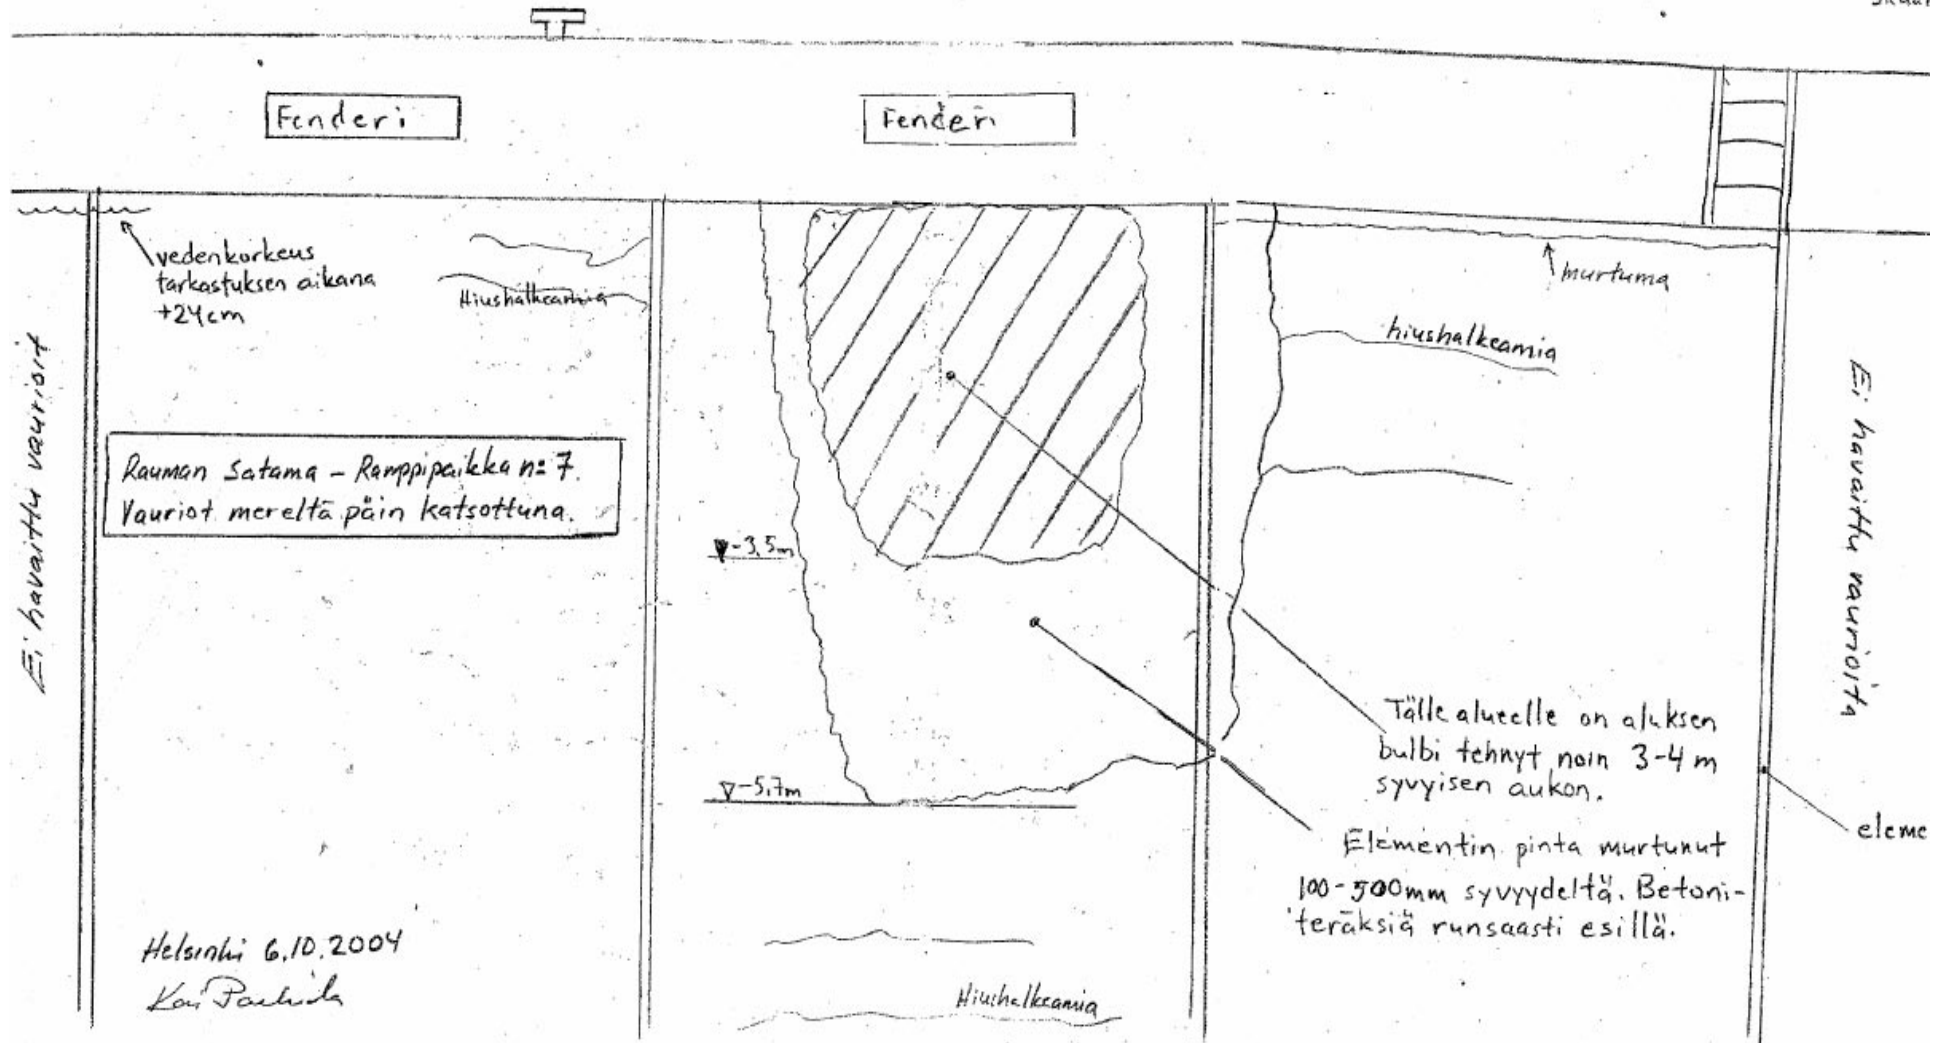 Fenderi
Fenderi
vedenkorkeus
tarkastuksen aikana
+24cm
Hiushalkeamia
murtuma
hiushalkeamia
Ei havaittu vaurioit
Ei havaittu vaurioita
Rauman Satama - Ramppipaikka n:o 7.
Vauriot mereltä päin katsottuna.
-3,5m
-5,7m
Tälle alueelle on aluksen
bulbi tehnyt noin 3-4 m
syvyisen aukon.
eleme
Elementin pinta murtunut
100-500mm syvyydeltä. Betoni-
teräksiä runsaasti esillä.
Helsinki 6.10.2004
Hiushalkeamia